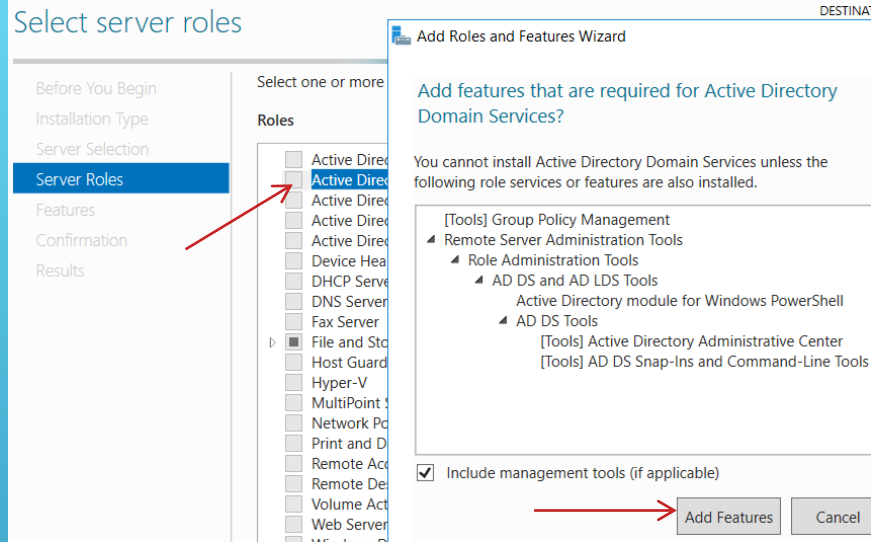 Select server roles
DESTINAT
Before You Begin
Installation Type
Server Selection
Server Roles
Features
Confirmation
Results
Select one or more
Roles
Active Direc
Active Direc
Active Direc
Active Direc
Active Direc
Device Hea
DHCP Serve
DNS Server
Fax Server
File and Sto
Host Guard
Hyper-V
MultiPoint S
Network Po
Print and D
Remote Acc
Remote Des
Volume Act
Web Server
Add Roles and Features Wizard
Add features that are required for Active Directory
Domain Services?
You cannot install Active Directory Domain Services unless the
following role services or features are also installed.
[Tools] Group Policy Management
Remote Server Administration Tools
Role Administration Tools
AD DS and AD LDS Tools
Active Directory module for Windows PowerShell
AD DS Tools
[Tools] Active Directory Administrative Center
[Tools] AD DS Snap-Ins and Command-Line Tools
Include management tools (if applicable)
Add Features
Cancel